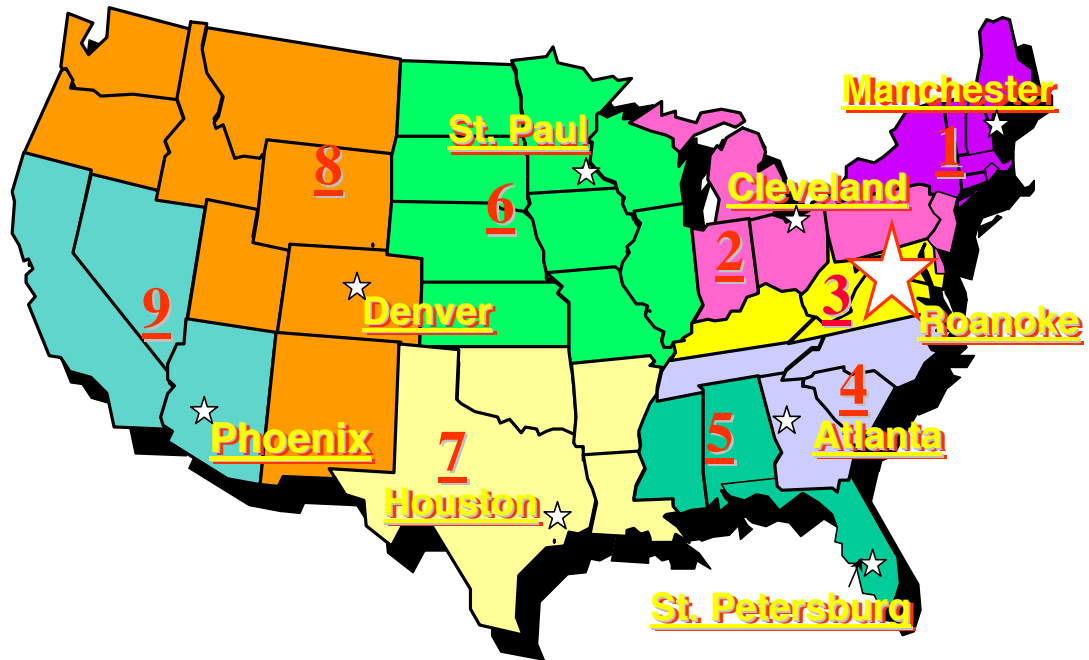 Manchester
1
St. Paul
8
Cleveland
6
2
3
Denver
9
Roanoke
4
5
Phoenix
Atlanta
7
Houston
St. Petersburg